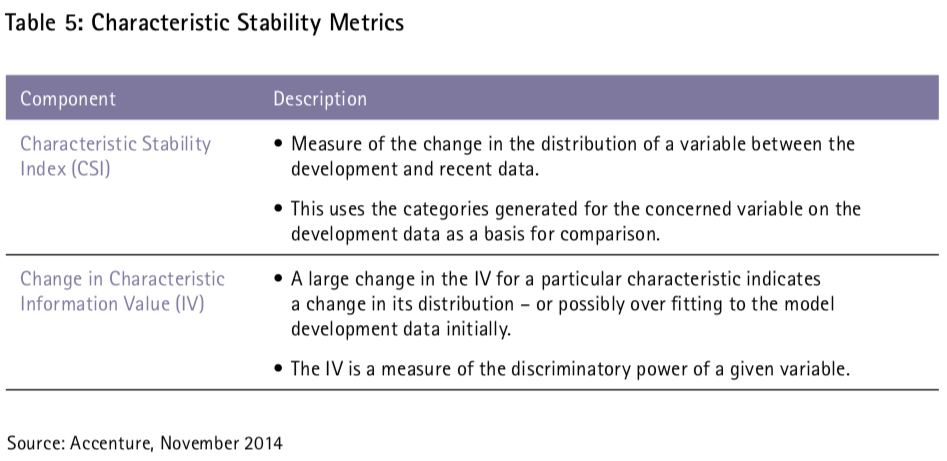 Table 5: Characteristic Stability Metrics
Component
Description
Characteristic Stability
Index (CSI)
• Measure of the change in the distribution of a variable between the
development and recent data.
• This uses the categories generated for the concerned variable on the
development data as a basis for comparison.
Change in Characteristic
Information Value (IV)
• A large change in the IV for a particular characteristic indicates
a change in its distribution – or possibly over fitting to the model
development data initially.
• The IV is a measure of the discriminatory power of a given variable.
Source: Accenture, November 2014